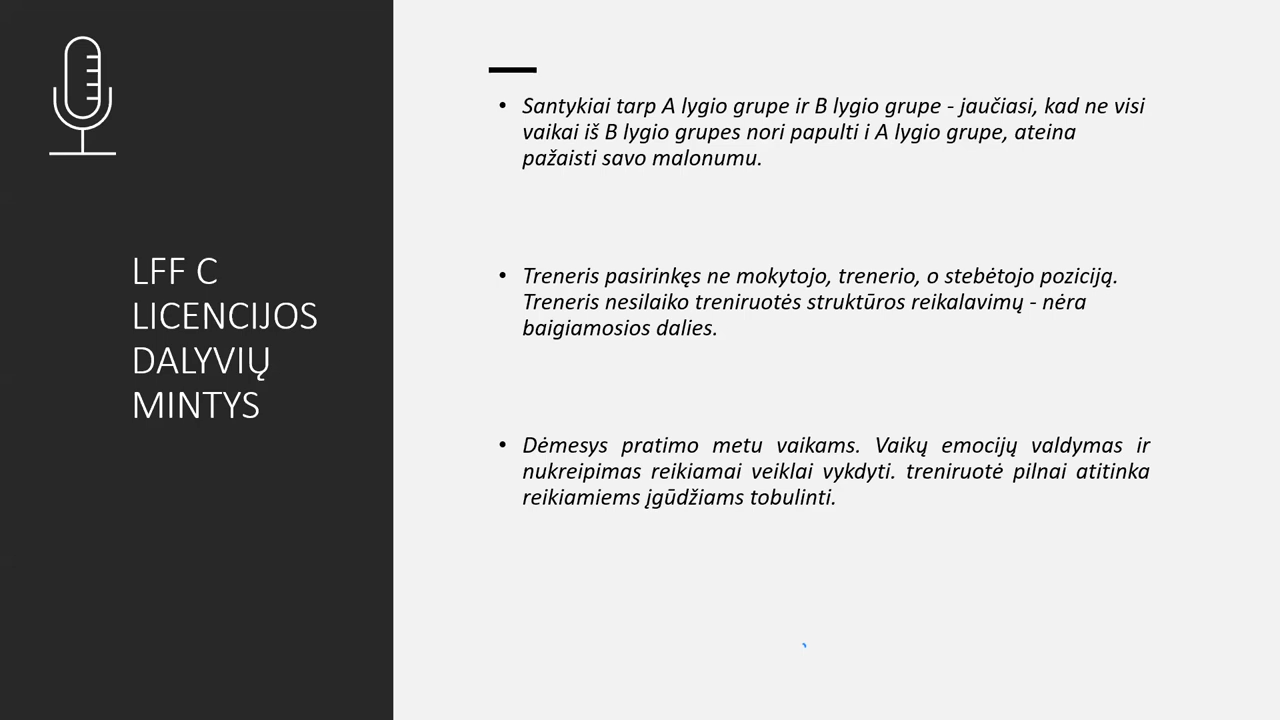 LFF C
LICENCIJOS
DALYVIŲ
MINTYS
• Santykiai tarp A lygio grupe ir B lygio grupe - jaučiasi, kad ne visi
vaikai iš B lygio grupes nori papulti i A lygio grupe, ateina
pažaisti savo malonumu.
• Treneris pasirinkęs ne mokytojo, trenerio, o stebėtojo poziciją.
Treneris nesilaiko treniruotės struktūros reikalavimų - nėra
baigiamosios dalies.
• Dėmesys pratimo metu vaikams. Vaikų emocijų valdymas ir
nukreipimas reikiamai veiklai vykdyti. treniruotė pilnai atitinka
reikiamiems įgūdžiams tobulinti.